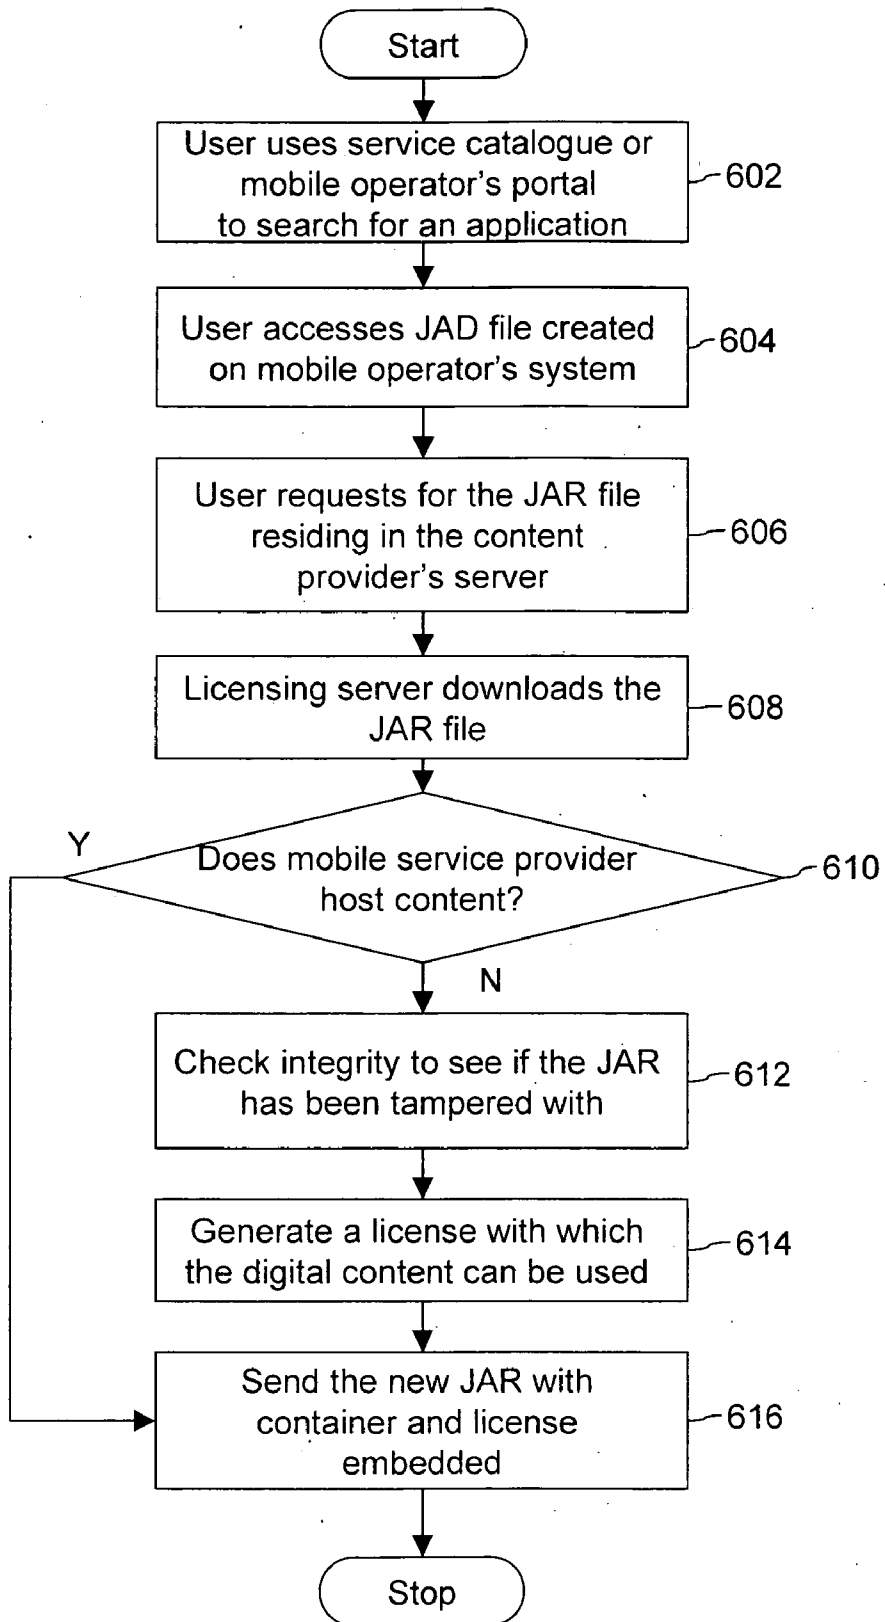 Start
User uses service catalogue or
mobile operator's portal
to search for an application
602
User accesses JAD file created
on mobile operator's system
604
User requests for the JAR file
residing in the content
provider's server
606
Licensing server downloads the
JAR file
608
Y
Does mobile service provider
host content?
610
N
Check integrity to see if the JAR
has been tampered with
612
Generate a license with which
the digital content can be used
614
Send the new JAR with
container and license
embedded
616
Stop